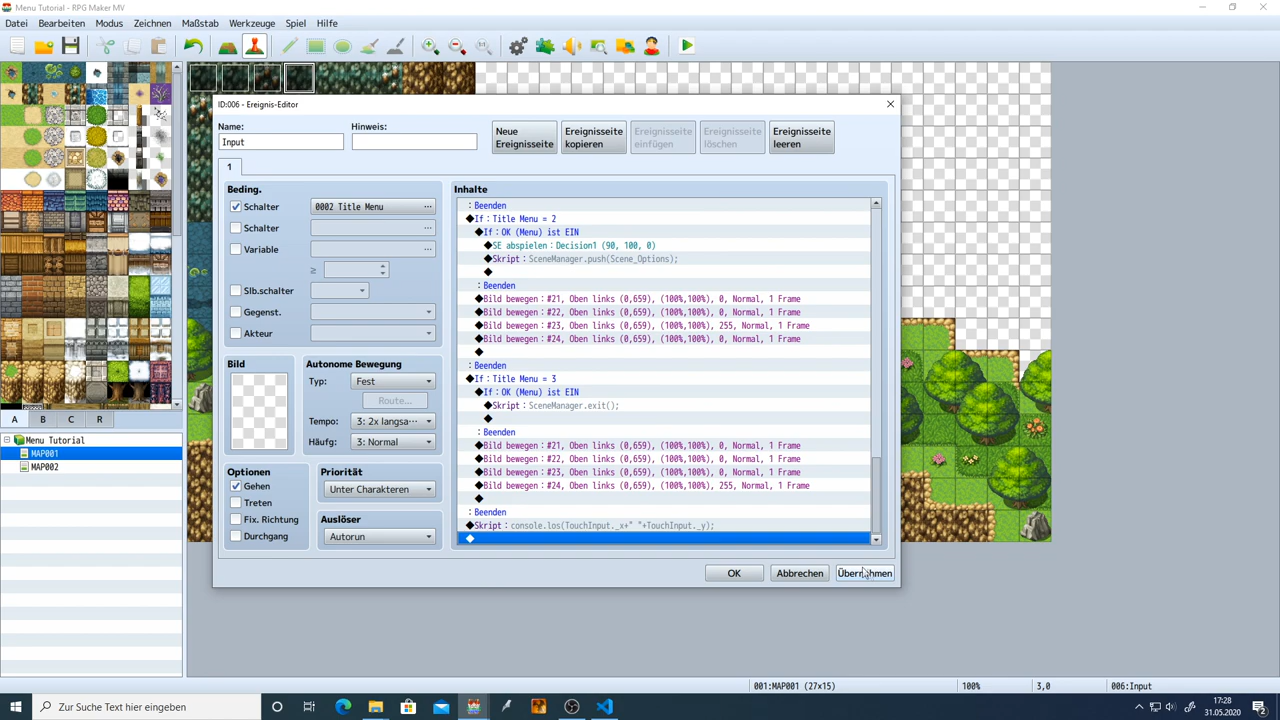 Menu Tutorial - RPG Maker MV
Datei Bearbeiten Modus Zeichnen Maßstab Werkzeuge Spiel Hilfe
1:1
ID:006 - Ereignis-Editor
Name: Hinweis:
Input
Neue Ereignisseite
Ereignisseite kopieren
Ereignisseite einfügen
Ereignisseite löschen
Ereignisseite leeren
1
Beding.
Schalter 0002 Title Menu ...
Schalter ...
Variable ...
≥
Slb.schalter
Gegenst.
Akteur
Bild
Autonome Bewegung
Typ: Fest
Route...
Tempo: 3: 2x langsa⋯
Häufg: 3: Normal
Optionen
Gehen
Treten
Fix. Richtung
Durchgang
Priorität
Unter Charakteren
Auslöser
Autorun
Inhalte
：Beenden
◆If：Title Menu = 2
◆If：OK (Menu) ist EIN
◆SE abspielen：Decision1 (90, 100, 0)
◆Skript：SceneManager.push(Scene_Options);
◆
：Beenden
◆Bild bewegen：#21, Oben links (0,659), (100%,100%), 0, Normal, 1 Frame
◆Bild bewegen：#22, Oben links (0,659), (100%,100%), 0, Normal, 1 Frame
◆Bild bewegen：#23, Oben links (0,659), (100%,100%), 255, Normal, 1 Frame
◆Bild bewegen：#24, Oben links (0,659), (100%,100%), 0, Normal, 1 Frame
◆
：Beenden
◆If：Title Menu = 3
◆If：OK (Menu) ist EIN
◆Skript：SceneManager.exit();
◆
：Beenden
◆Bild bewegen：#21, Oben links (0,659), (100%,100%), 0, Normal, 1 Frame
◆Bild bewegen：#22, Oben links (0,659), (100%,100%), 0, Normal, 1 Frame
◆Bild bewegen：#23, Oben links (0,659), (100%,100%), 0, Normal, 1 Frame
◆Bild bewegen：#24, Oben links (0,659), (100%,100%), 255, Normal, 1 Frame
◆
：Beenden
◆Skript：console.los(TouchInput._x+" "+TouchInput._y);
◆
OK Abbrechen Übernehmen
A B C R
Menu Tutorial
MAP001
MAP002
001:MAP001 (27×15) 100% 3,0 006:Input
Zur Suche Text hier eingeben
17:28
31.05.2020